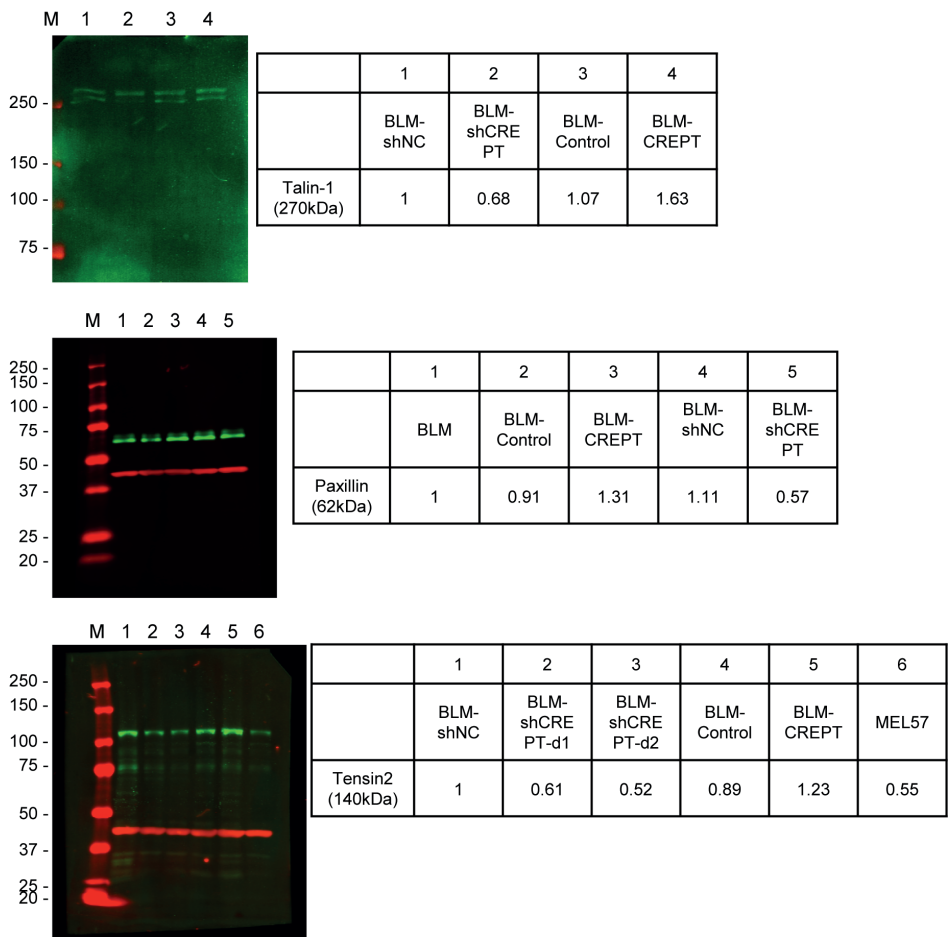 M 1 2 3 4
250 -
150 -
100 -
75 -
1 2 3 4
BLM-
shNC
BLM-
shCRE
PT
BLM-
Control
BLM-
CREPT
Talin-1
(270kDa)
1 0.68 1.07 1.63
M 1 2 3 4 5
250 -
150 -
100 -
75 -
50 -
37 -
25 -
20 -
1 2 3 4 5
BLM
BLM-
Control
BLM-
CREPT
BLM-
shNC
BLM-
shCRE
PT
Paxillin
(62kDa)
1 0.91 1.31 1.11 0.57
M 1 2 3 4 5 6
250 -
150 -
100 -
75 -
50 -
37 -
25 -
20 -
1 2 3 4 5 6
BLM-
shNC
BLM-
shCRE
PT-d1
BLM-
shCRE
PT-d2
BLM-
Control
BLM-
CREPT
MEL57
Tensin2
(140kDa)
1 0.61 0.52 0.89 1.23 0.55